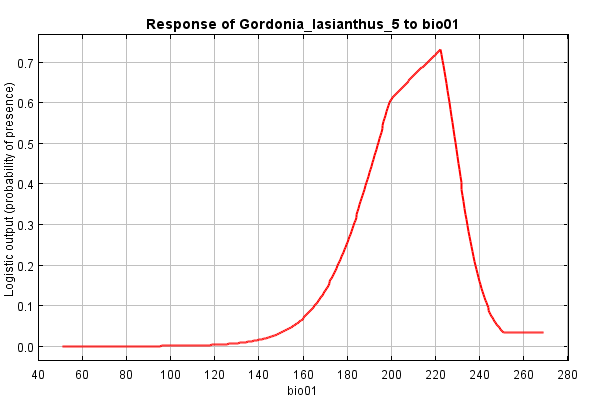 Response of Gordonia_lasianthus_5 to bio01
Logistic output (probability of presence)
0.7
0.6
0.5
0.4
0.3
0.2
0.1
0.0
40 60 80 100 120 140 160 180 200 220 240 260 280
bio01